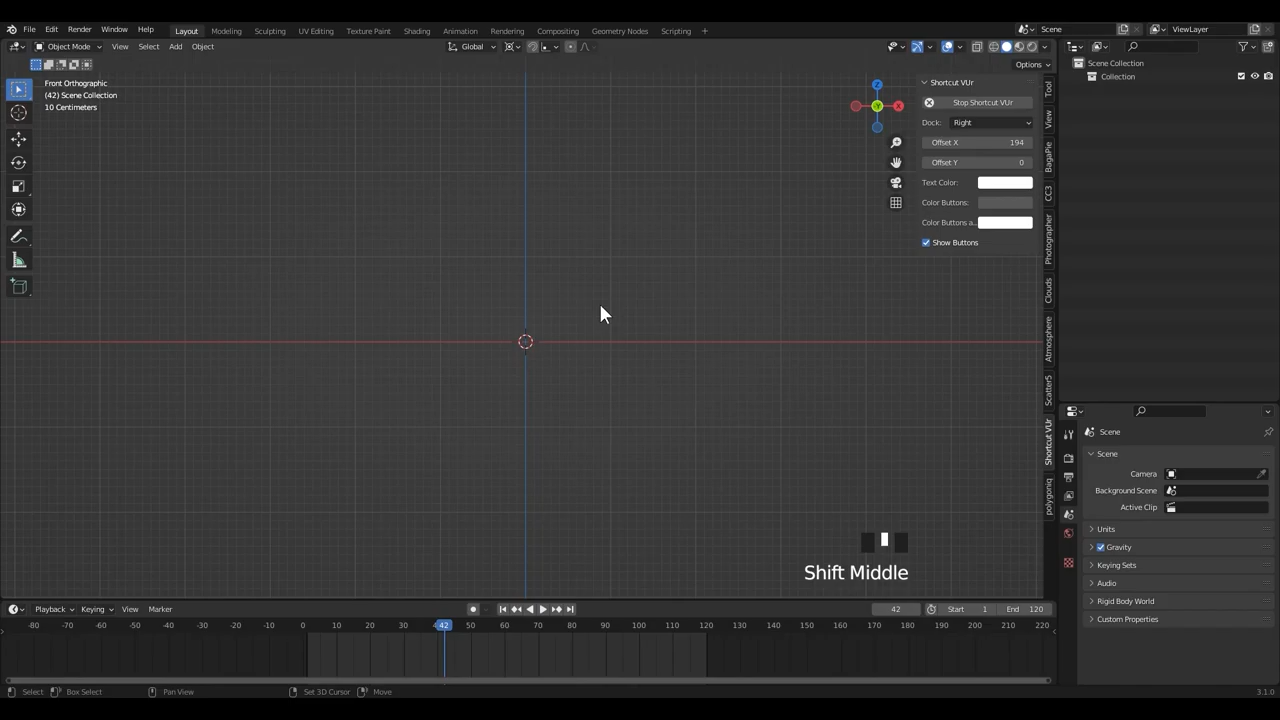 File Edit Render Window Help Layout Modeling Sculpting UV Editing Texture Paint Shading Animation Rendering Compositing Geometry Nodes Scripting Scene ViewLayer
Object Mode View Select Add Object Global
Options
Front Orthographic
(42) Scene Collection
10 Centimeters
Z
Y
X
Shortcut VUr
Stop Shortcut VUr
Dock: Right
Offset X 194
Offset Y 0
Text Color:
Color Buttons:
Color Buttons a...
Show Buttons
Tool
View
BagaPie
CC3
Photographer
Clouds
Atmosphere
Scatter5
Shortcut VUr
polygoniq
Scene Collection
Collection
Scene
Scene
Camera
Background Scene
Active Clip
Units
Gravity
Keying Sets
Audio
Rigid Body World
Custom Properties
Shift Middle
Playback Keying View Marker 42 Start 1 End 120
-80 -70 -60 -50 -40 -30 -20 -10 0 10 20 30 42 50 60 70 80 90 100 110 120 130 140 150 160 170 180 190 200 210 220
Select Box Select Pan View Set 3D Cursor Move 3.1.0